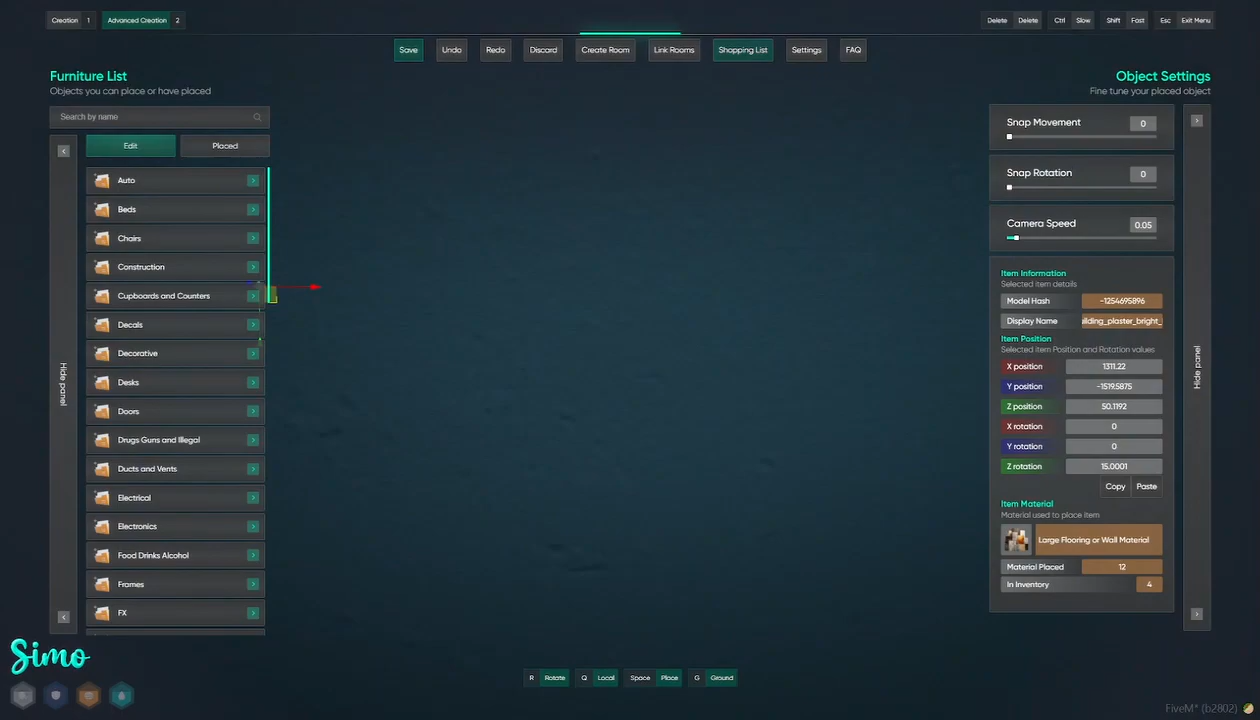 Creation 1 Advanced Creation 2
Delete Delete Ctrl Slow Shift Fast Esc Exit Menu
Save Undo Redo Discard Create Room Link Rooms Shopping List Settings FAQ
Furniture List
Objects you can place or have placed
Search by name
Edit Placed
Auto
Beds
Chairs
Construction
Cupboards and Counters
Decals
Decorative
Desks
Doors
Drugs Guns and Illegal
Ducts and Vents
Electrical
Electronics
Food Drinks Alcohol
Frames
FX
Hide panel
Object Settings
Fine tune your placed object
Snap Movement 0
Snap Rotation 0
Camera Speed 0.05
Item Information
Selected item details
Model Hash -1254695896
Display Name uilding_plaster_bright_
Item Position
Selected Item Position and Rotation values
X position 1311.22
Y position -1519.5875
Z position 50.1192
X rotation 0
Y rotation 0
Z rotation 15.0001
Copy Paste
Item Material
Material used to place item
Large Flooring or Wall Material
Material Placed 12
In Inventory 4
Hide panel
Simo
R Rotate Q Local Space Place G Ground
FiveM* (b2802)